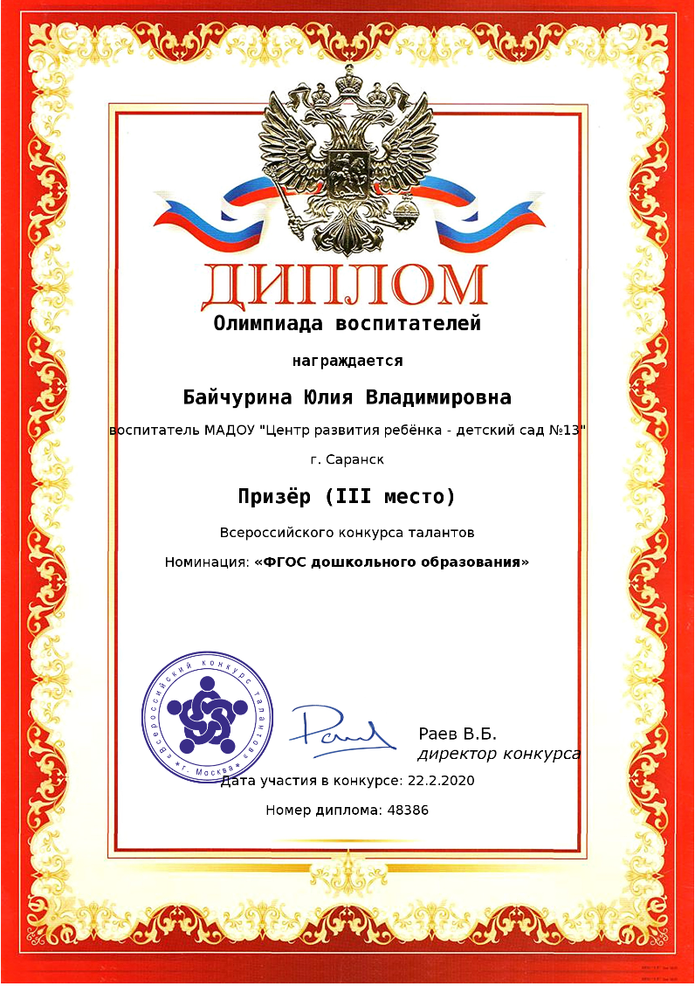 ДИПЛОМ
Олимпиада воспитателей
награждается
Байчурина Юлия Владимировна
воспитатель МАДОУ "Центр развития ребёнка - детский сад №13"
г. Саранск
Призёр (III место)
Всероссийского конкурса талантов
Номинация: «ФГОС дошкольного образования»
«Всероссийский конкурс талантов»
* г. Москва *
Раев В.Б.
директор конкурса
Дата участия в конкурсе: 22.2.2020
Номер диплома: 48386